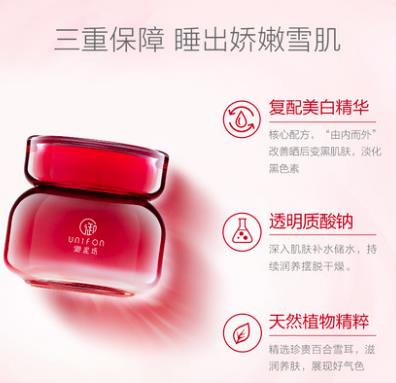 三重保障 睡出娇嫩雪肌
复配美白精华
核心配方，“由内而外”
改善晒后变黑肌肤，淡化
黑色素
御
UNIFON
御泥坊
透明质酸钠
深入肌肤补水储水，持
续润养摆脱干燥。
天然植物精粹
精选珍贵百合雪耳，滋
润养肤，展现好气色